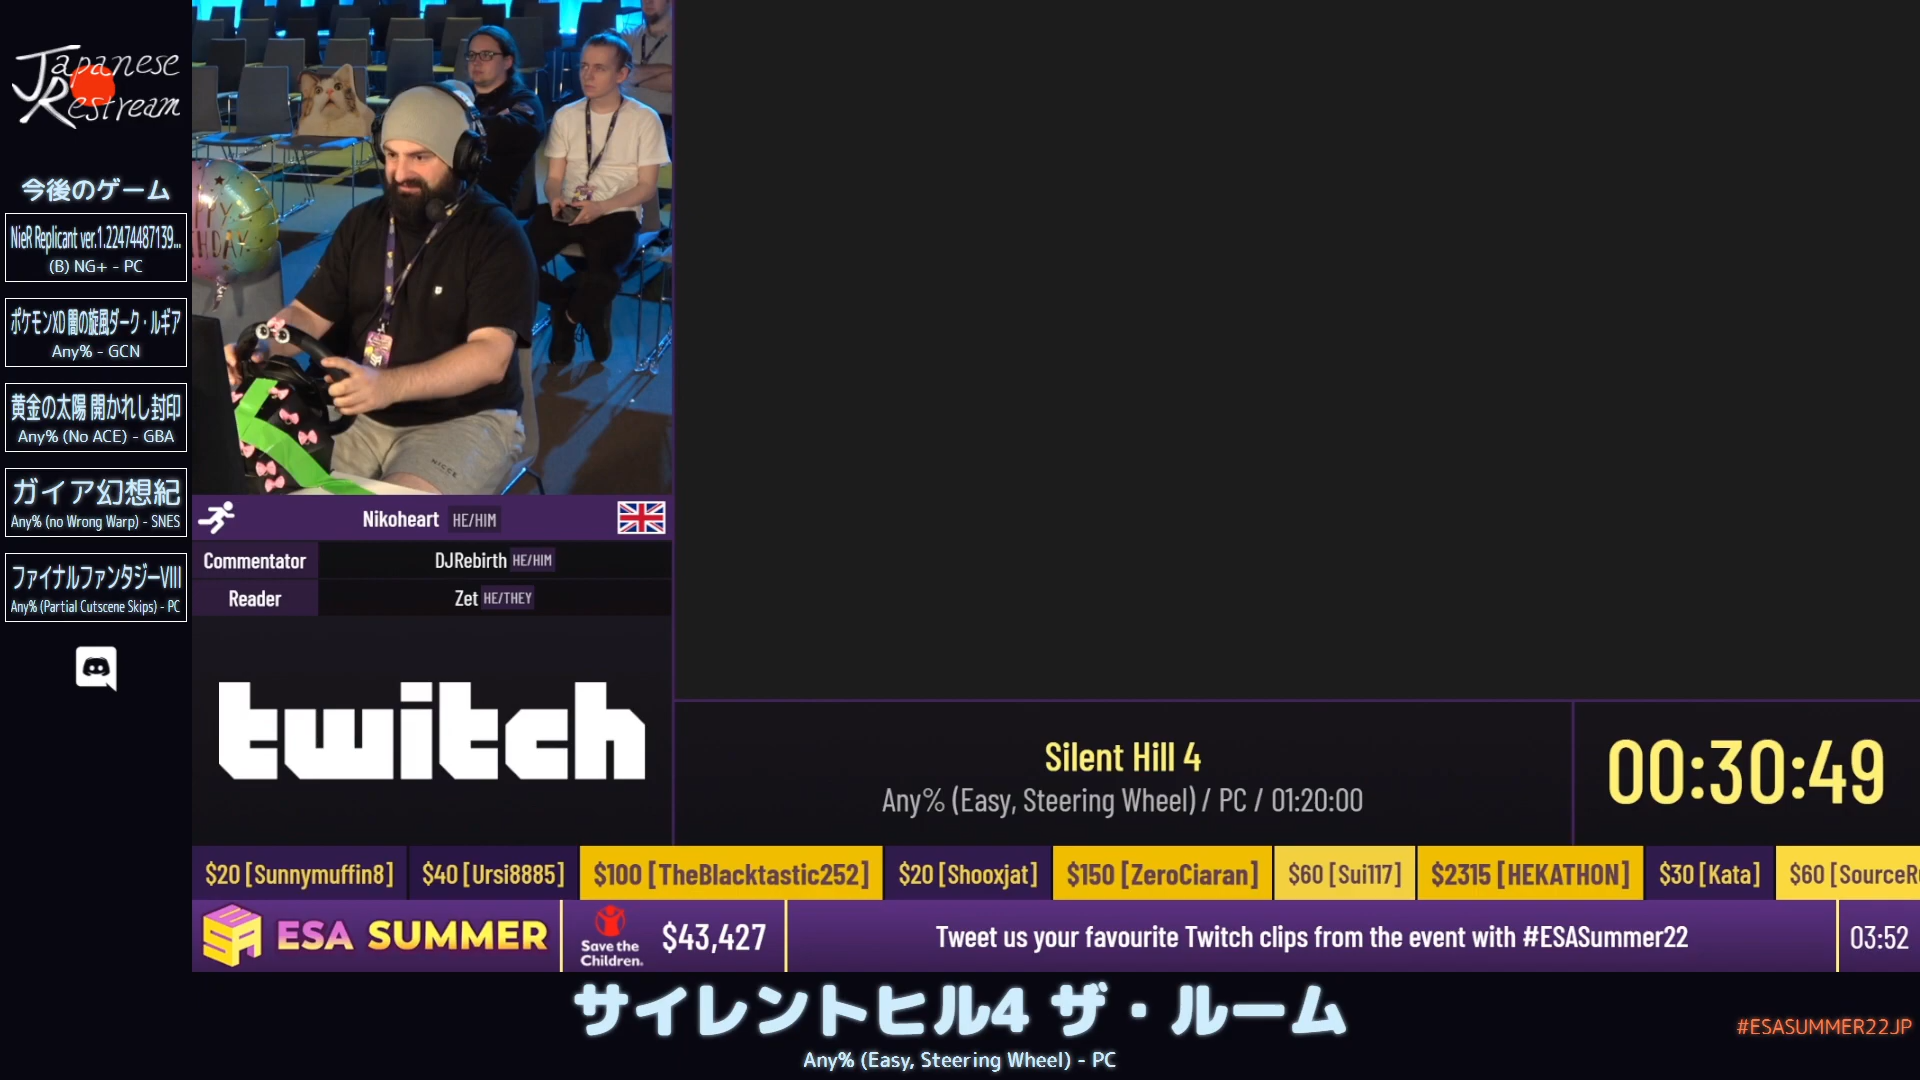 Japanese
Restream
今後のゲーム
NieR Replicant ver.1.22474487139...
(B) NG+ - PC
ポケモンXD 闇の旋風ダーク・ルギア
Any% - GCN
黄金の太陽 開かれし封印
Any% (No ACE) - GBA
ガイア幻想紀
Any% (no Wrong Warp) - SNES
ファイナルファンタジーVIII
Any% (Partial Cutscene Skips) - PC
NICCE
Nikoheart HE/HIM
Commentator DJRebirth HE/HIM
Reader Zet HE/THEY
twitch
Silent Hill 4
Any% (Easy, Steering Wheel) / PC / 01:20:00
00:30:49
$20 [Sunnymuffin8] $40 [Ursi8885] $100 [TheBlacktastic252] $20 [Shooxjat] $150 [ZeroCiaran] $60 [Sui117] $2315 [HEKATHON] $30 [Kata] $60 [SourceR
ESA SUMMER
Save the
Children.
$43,427
Tweet us your favourite Twitch clips from the event with #ESASummer22
03:52
サイレントヒル4 ザ・ルーム
Any% (Easy, Steering Wheel) - PC
#ESASUMMER22JP